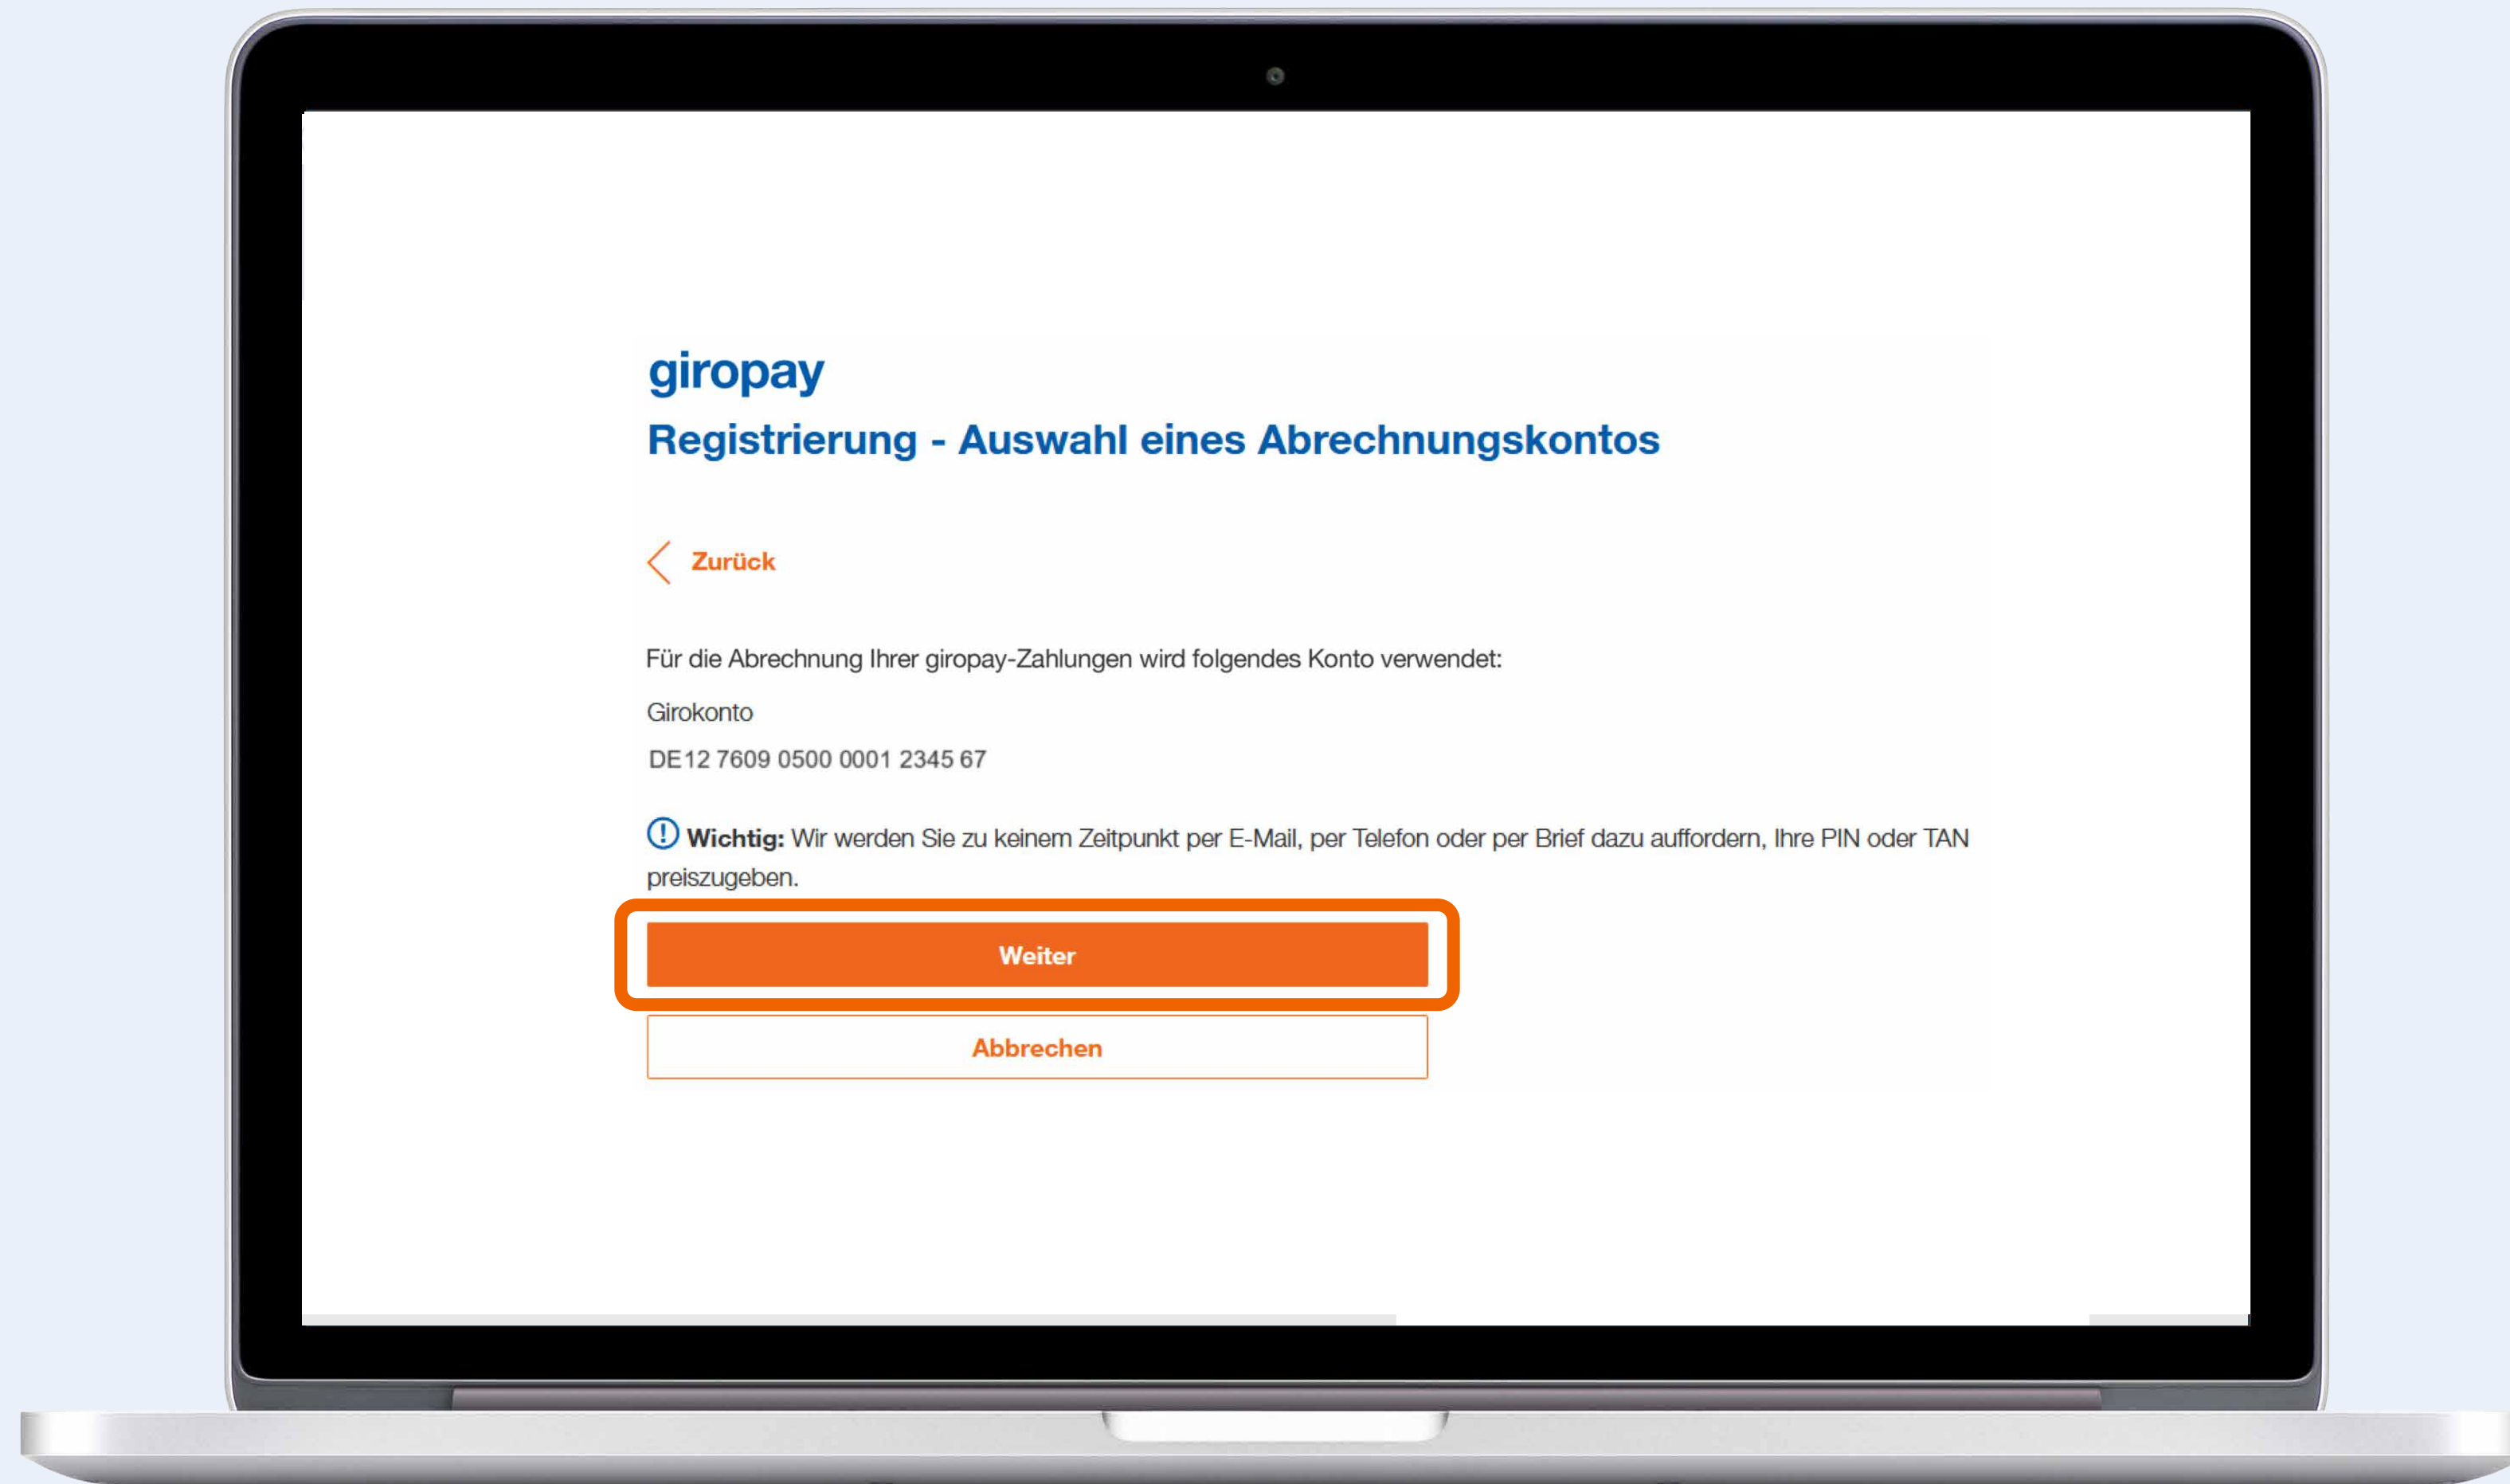 giropay
Registrierung - Auswahl eines Abrechnungskontos
Zurück
Für die Abrechnung Ihrer giropay-Zahlungen wird folgendes Konto verwendet:
Girokonto
DE12 7609 0500 0001 2345 67
Wichtig: Wir werden Sie zu keinem Zeitpunkt per E-Mail, per Telefon oder per Brief dazu auffordern, Ihre PIN oder TAN
preiszugeben.
Weiter
Abbrechen